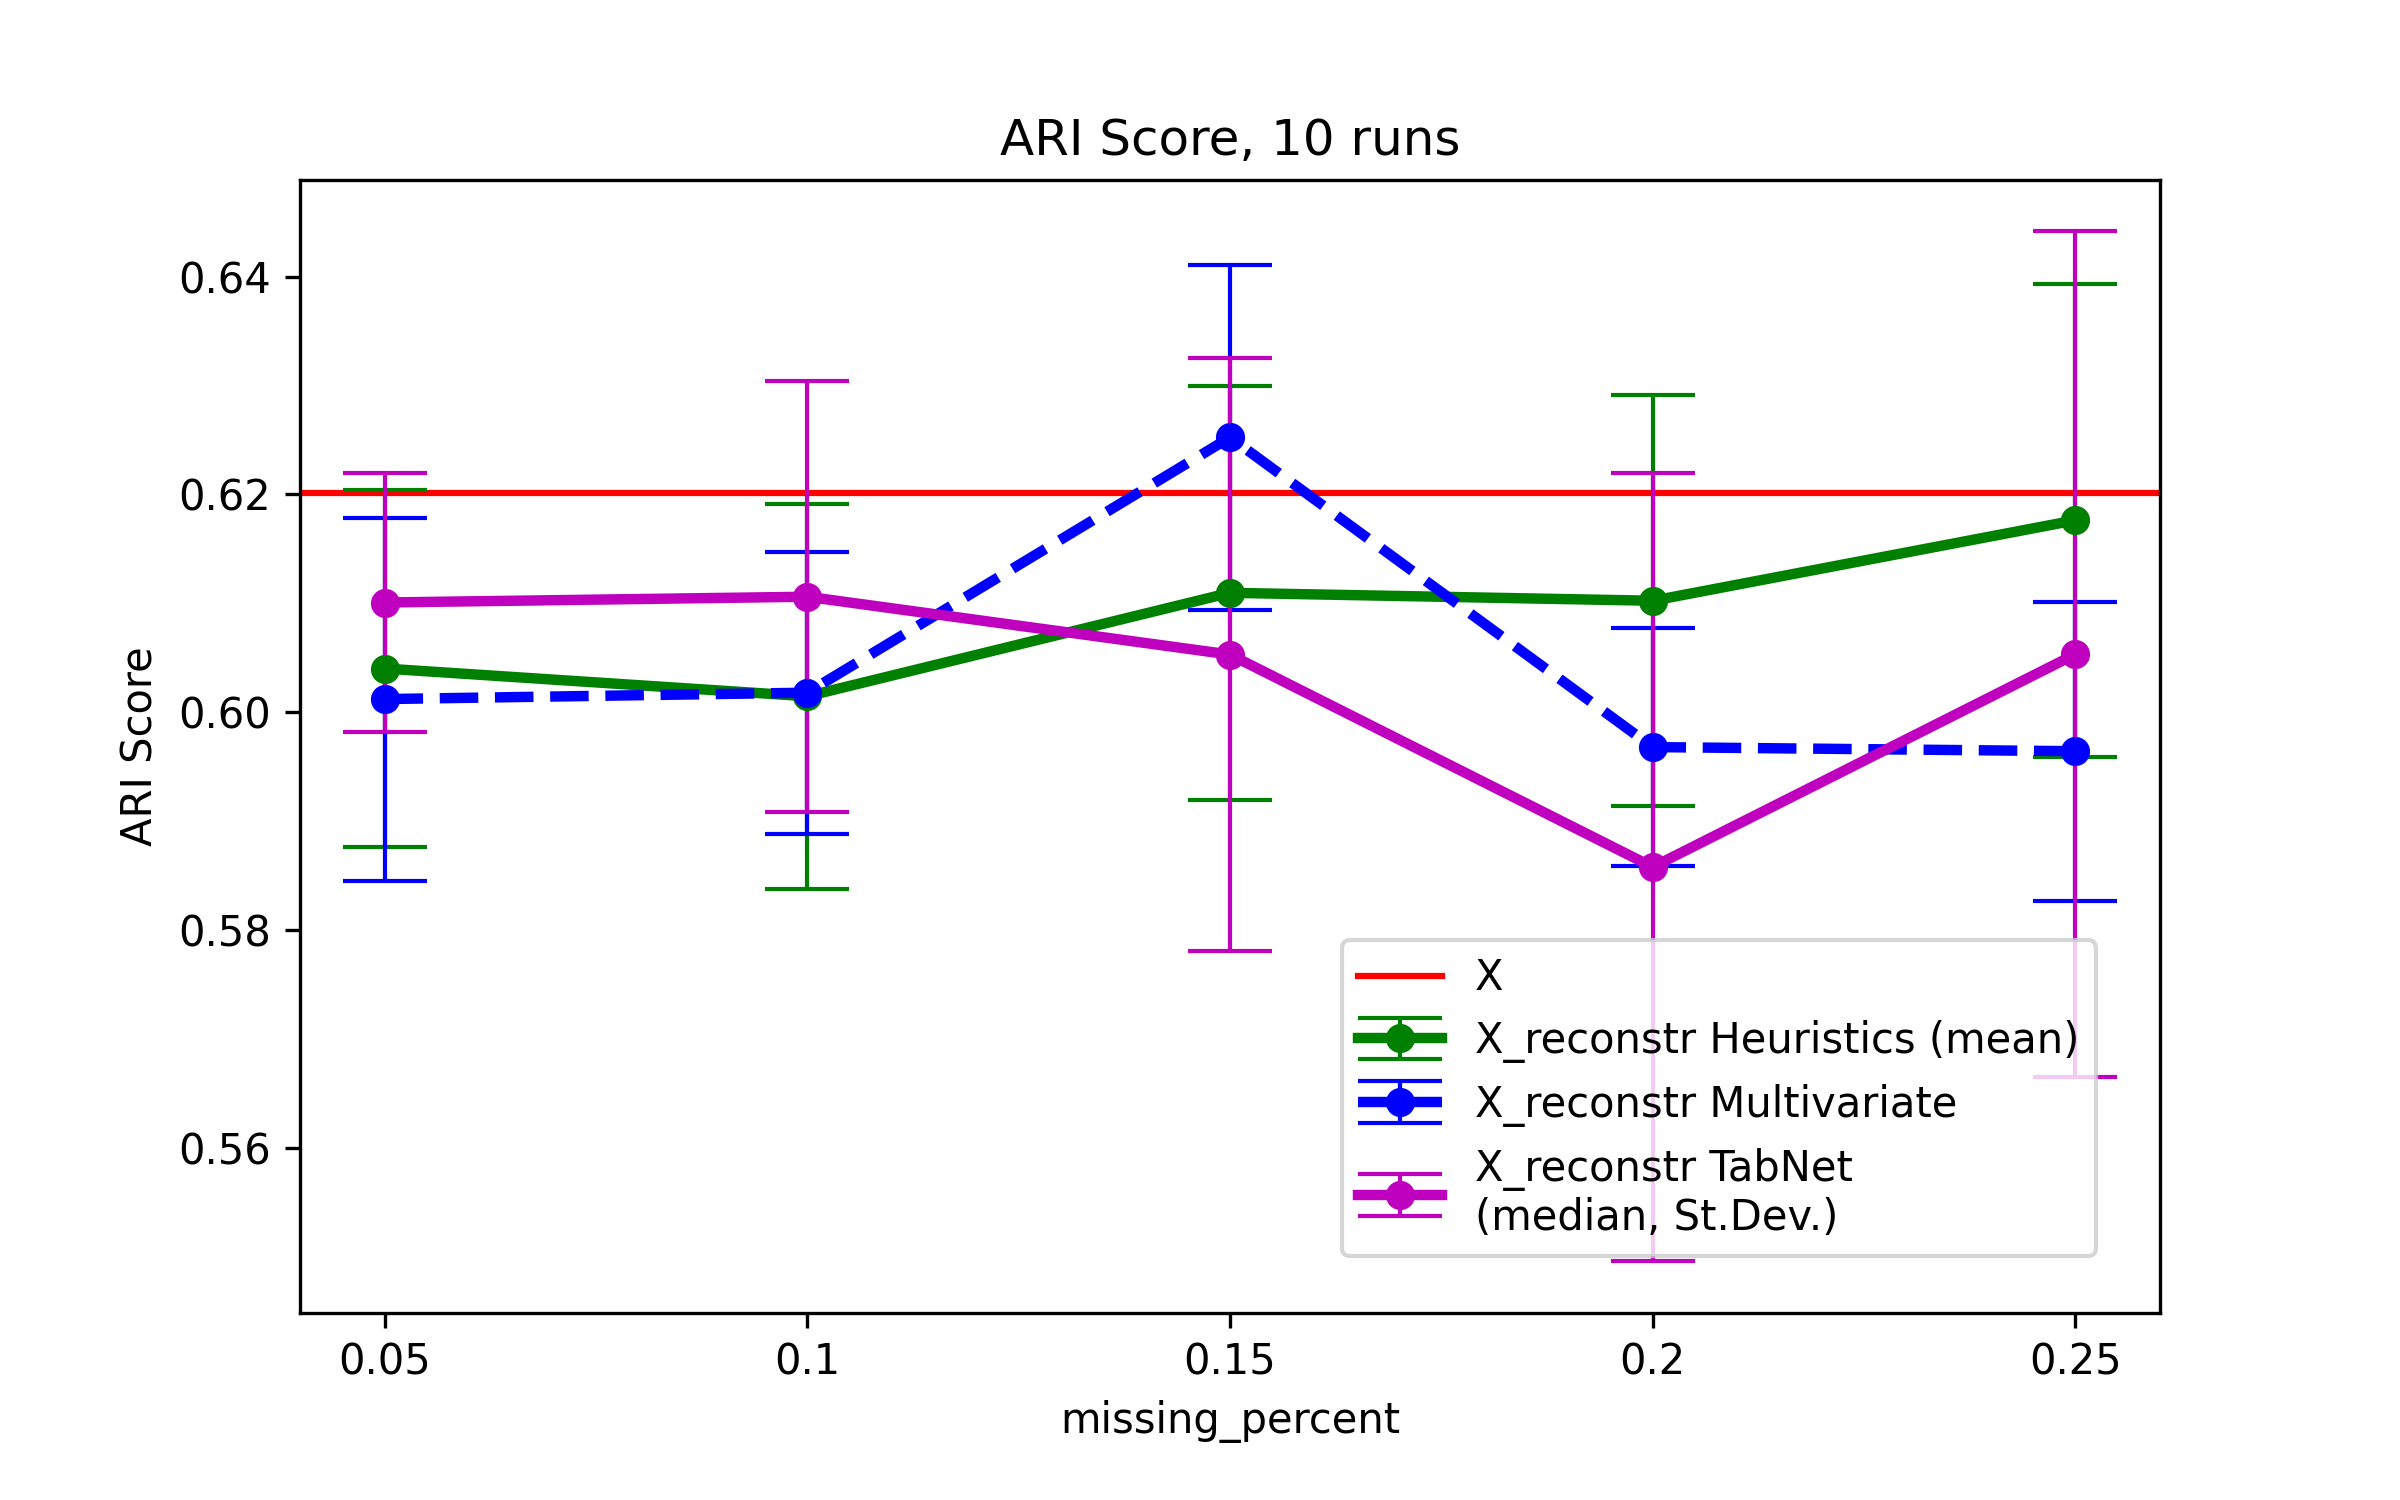 ARI Score, 10 runs
ARI Score
0.64
0.62
0.60
0.58
0.56
X
X_reconstr Heuristics (mean)
X_reconstr Multivariate
X_reconstr TabNet
(median, St.Dev.)
0.05
0.1
0.15
0.2
0.25
missing_percent